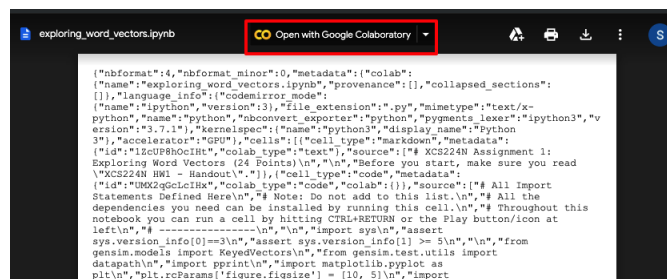 exploring_word_vectors.ipynb
Open with Google Colaboratory
S
{"nbformat":4,"nbformat_minor":0,"metadata":{"colab":
{"name":"exploring_word_vectors.ipynb","provenance":[],"collapsed_sections":
[]},"language_info":{"codemirror_mode":
{"name":"ipython","version":3},"file_extension":".py","mimetype":"text/x-
python","name":"python","nbconvert_exporter":"python","pygments_lexer":"ipython3","v
ersion":"3.7.1"},"kernelspec":{"name":"python3","display_name":"Python
3"},"accelerator":"GPU"},"cells":[{"cell_type":"markdown","metadata":
{"id":"1ZcUP8hOcIHt","colab_type":"text"},"source":["# XCS224N Assignment 1:
Exploring Word Vectors (24 Points)\n","\n","Before you start, make sure you read
\"XCS224N HW1 - Handout\"."]},{"cell_type":"code","metadata":
{"id":"UMX2qGcLcIHx","colab_type":"code","colab":{}},"source":["# All Import
Statements Defined Here\n","# Note: Do not add to this list.\n","# All the
dependencies you need can be installed by running this cell.\n","# Throughout this
notebook you can run a cell by hitting CTRL+RETURN or the Play button/icon at
left\n","# ----------------\n","\n","import sys\n","assert
sys.version_info[0]==3\n","assert sys.version_info[1] >= 5\n","\n","from
gensim.models import KeyedVectors\n","from gensim.test.utils import
datapath\n","import pprint\n","import matplotlib.pyplot as
plt\n","plt.rcParams['figure.figsize'] = [10, 5]\n","import